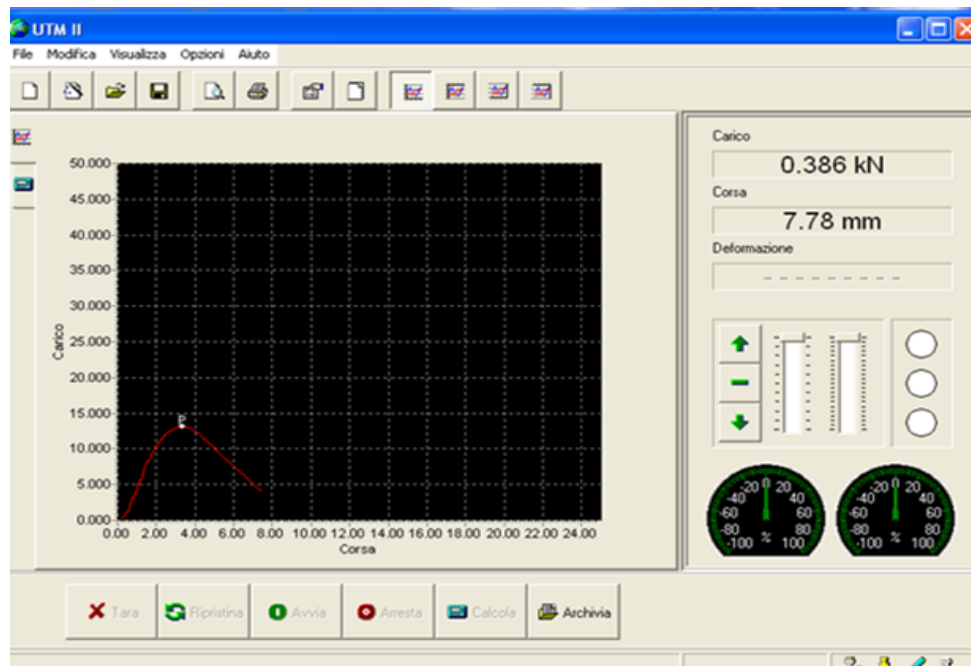 UTM II
File Modifica Visualizza Opzioni Aiuto
Carico
0.386 kN
Corsa
7.78 mm
Deformazione
- - - - - - - - -
50.000
45.000
40.000
35.000
30.000
25.000
20.000
15.000
10.000
5.000
0.000
Carico
P
0.00 2.00 4.00 6.00 8.00 10.00 12.00 14.00 16.00 18.00 20.00 22.00 24.00
Corsa
-20 0 20
-40 40
-60 60
-80 80
-100 % 100
-20 0 20
-40 40
-60 60
-80 80
-100 % 100
Tara Ripristina Avvia Arresta Calcola Archivia